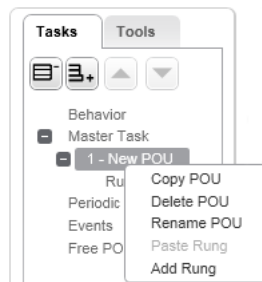 Tasks Tools
Behavior
Master Task
1 - New POU
Ru
Copy POU
Periodic
Delete POU
Events
Rename POU
Free PO
Paste Rung
Add Rung